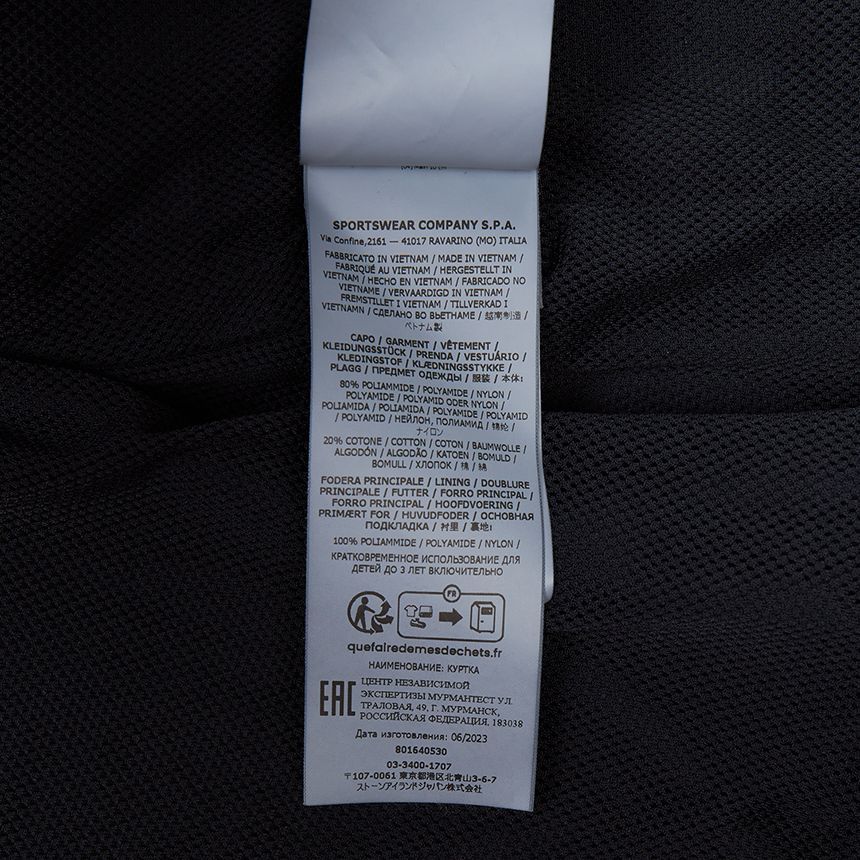 SPORTSWEAR COMPANY S.P.A.
Via Confine,2161 — 41017 RAVARINO (MO) ITALIA
FABBRICATO IN VIETNAM / MADE IN VIETNAM /
FABRIQUÉ AU VIETNAM / HERGESTELLT IN
VIETNAM / HECHO EN VIETNAM / FABRICADO NO
VIETNAME / VERVAARDIGD IN VIETNAM /
FREMSTILLET I VIETNAM / TILLVERKAD I
VIETNAMN / СДЕЛАНО ВО ВЬЕТНАМЕ / 越南制造 /
ベトナム製
CAPO / GARMENT / VÊTEMENT /
KLEIDUNGSSTÜCK / PRENDA / VESTUÁRIO /
KLEDINGSTOF / KLÆDNINGSSTYKKE /
PLAGG / ПРЕДМЕТ ОДЕЖДЫ / 服装 / 本体:
80% POLIAMMIDE / POLYAMIDE / NYLON /
POLYAMIDE / POLYAMID ODER NYLON /
POLIAMIDA / POLIAMIDA / POLYAMIDE / POLYAMID
/ POLYAMID / НЕЙЛОН, ПОЛИАМИД / 锦纶 /
ナイロン
20% COTONE / COTTON / COTON / BAUMWOLLE /
ALGODÓN / ALGODÃO / KATOEN / BOMULD /
BOMULL / ХЛОПОК / 棉 / 綿
FODERA PRINCIPALE / LINING / DOUBLURE
PRINCIPALE / FUTTER / FORRO PRINCIPAL /
FORRO PRINCIPAL / HOOFDVOERING /
PRIMÆRT FOR / HUVUDFODER / ОСНОВНАЯ
ПОДКЛАДКА / 衬里 / 裏地:
100% POLIAMMIDE / POLYAMIDE / NYLON /
КРАТКОВРЕМЕННОЕ ИСПОЛЬЗОВАНИЕ ДЛЯ
ДЕТЕЙ ДО 3 ЛЕТ ВКЛЮЧИТЕЛЬНО
FR
quefairedemesdechets.fr
НАИМЕНОВАНИЕ: КУРТКА
EAC
ЦЕНТР НЕЗАВИСИМОЙ
ЭКСПЕРТИЗЫ МУРМАНТЕСТ УЛ.
ТРАЛОВАЯ, 49, Г. МУРМАНСК,
РОССИЙСКАЯ ФЕДЕРАЦИЯ, 183038
Дата изготовления: 06/2023
801640530
03-3400-1707
〒107-0061 東京都港区北青山3-6-7
ストーンアイランドジャパン株式会社